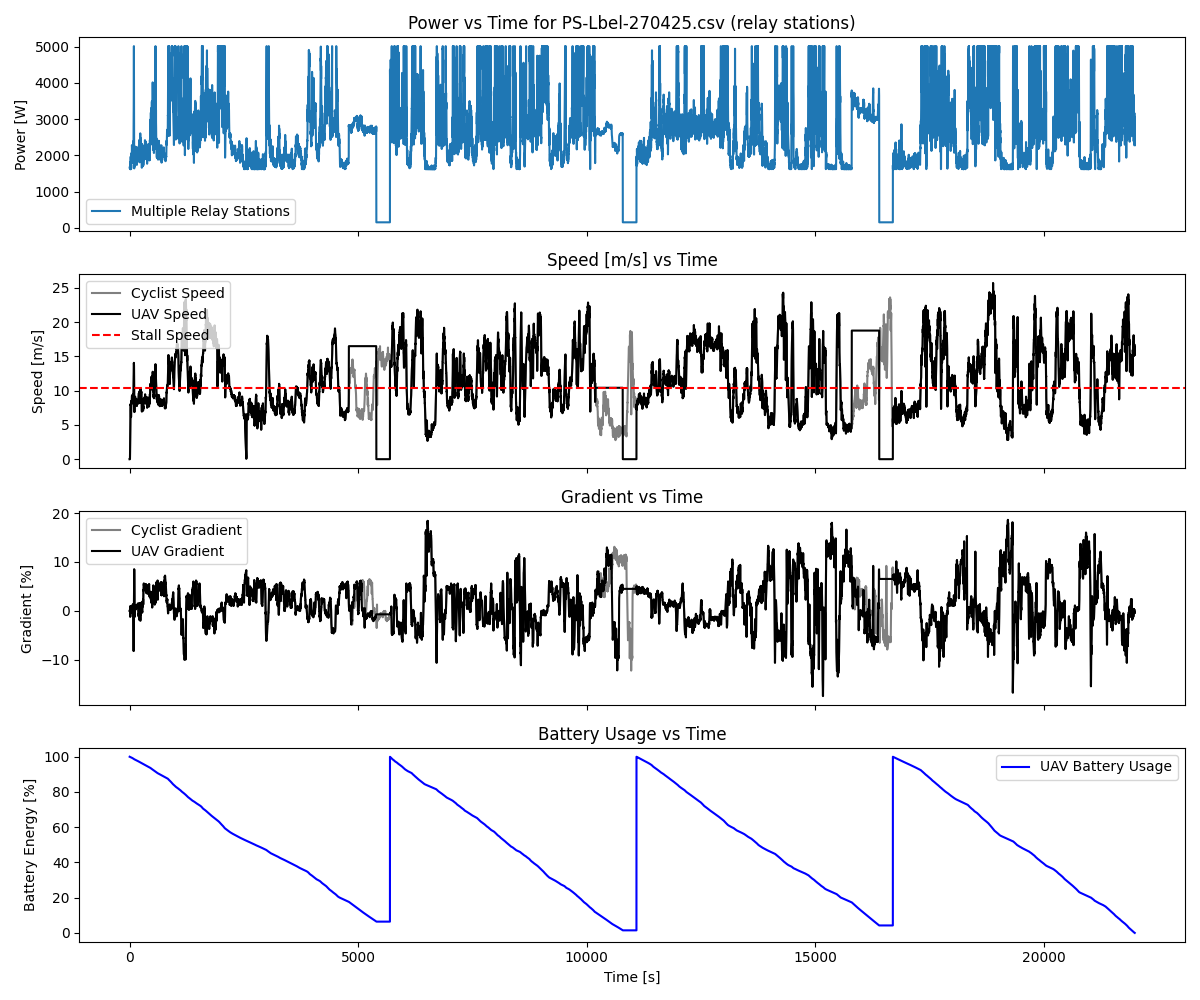 Power vs Time for PS-Lbel-270425.csv (relay stations)
5000
4000
3000
2000
1000
0
Power [W]
Multiple Relay Stations
Speed [m/s] vs Time
25
20
15
10
5
0
Speed [m/s]
Cyclist Speed
UAV Speed
Stall Speed
Gradient vs Time
20
10
0
−10
Gradient [%]
Cyclist Gradient
UAV Gradient
Battery Usage vs Time
100
80
60
40
20
0
Battery Energy [%]
UAV Battery Usage
0 5000 10000 15000 20000
Time [s]